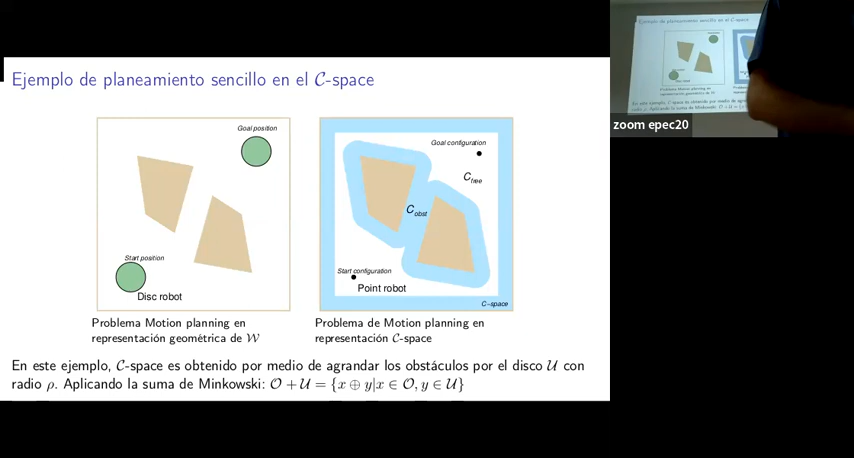 Ejemplo de planeamiento sencillo en el C-space
Goal position
Start position
Disc robot
Goal configuration
C_free
C_obst
Start configuration
Point robot
C-space
Problema Motion planning en
representación geométrica de W
Problema de Motion planning en
representación C-space
En este ejemplo, C-space es obtenido por medio de agrandar los obstáculos por el disco U con
radio ρ. Aplicando la suma de Minkowski: O + U = {x ⊕ y|x ∈ O, y ∈ U}
zoom epec20